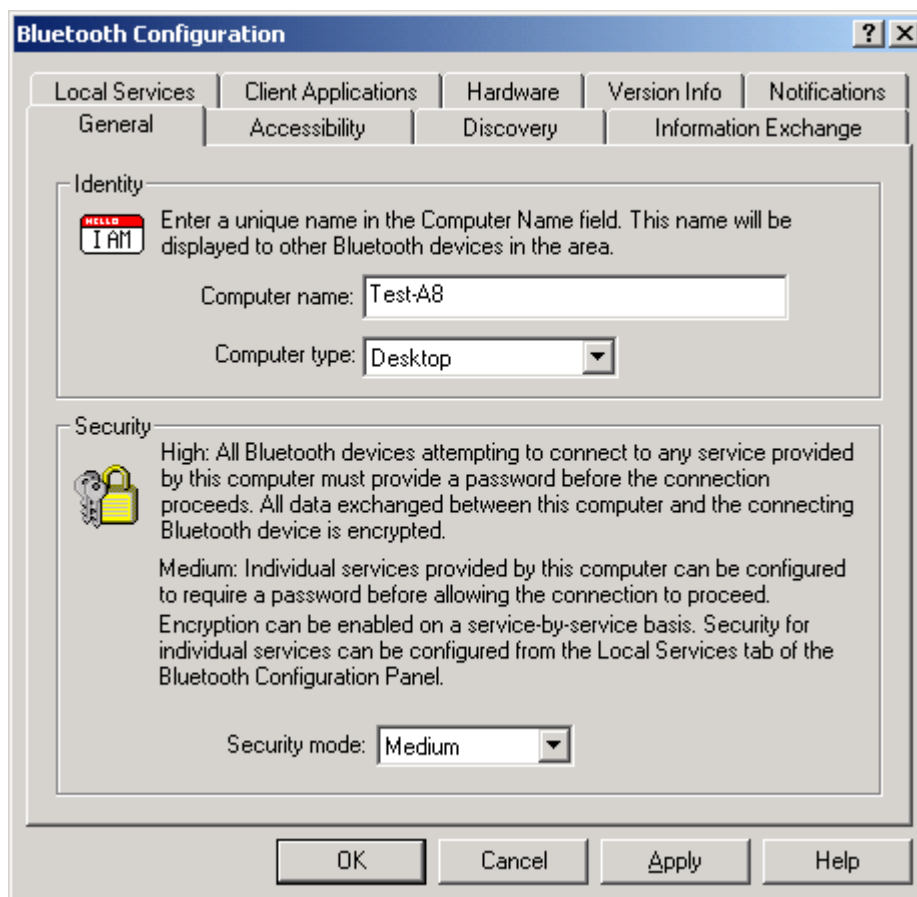 Bluetooth Configuration
Local Services Client Applications Hardware Version Info Notifications
General Accessibility Discovery Information Exchange
Identity
HELLO
I AM
Enter a unique name in the Computer Name field. This name will be
displayed to other Bluetooth devices in the area.
Computer name: Test-A8
Computer type: Desktop
Security
High: All Bluetooth devices attempting to connect to any service provided
by this computer must provide a password before the connection
proceeds. All data exchanged between this computer and the connecting
Bluetooth device is encrypted.
Medium: Individual services provided by this computer can be configured
to require a password before allowing the connection to proceed.
Encryption can be enabled on a service-by-service basis. Security for
individual services can be configured from the Local Services tab of the
Bluetooth Configuration Panel.
Security mode: Medium
OK Cancel Apply Help